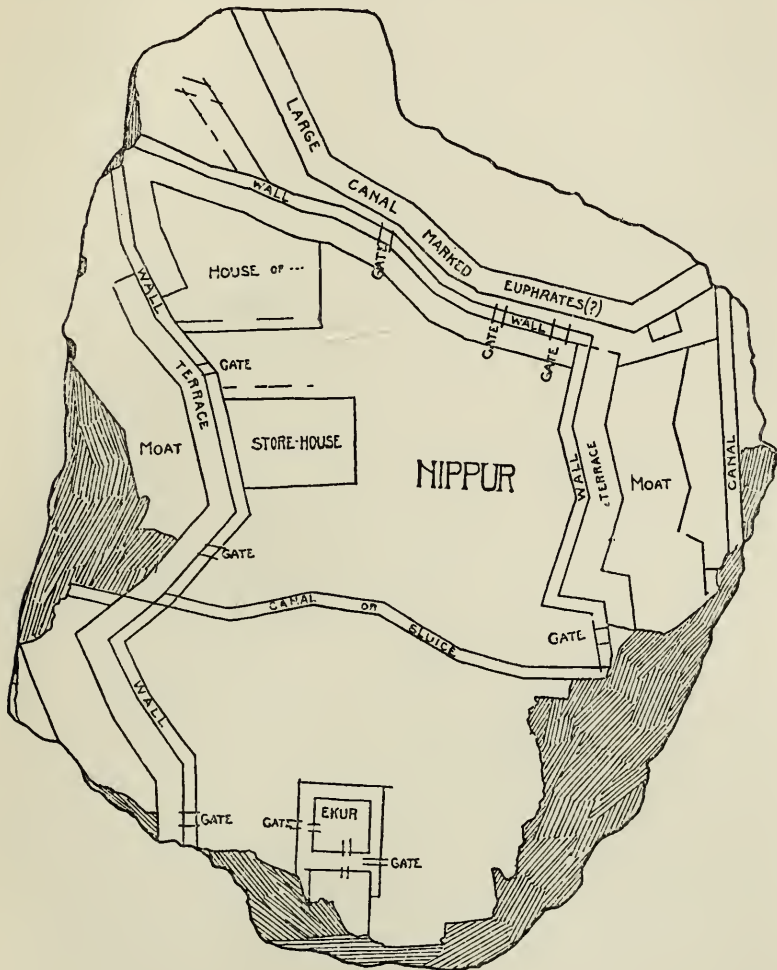 LARGE CANAL MARKED EUPHRATES(?)
WALL
GATE
HOUSE OF ...
WALL
GATE
WALL
GATE
TERRACE
GATE
STORE-HOUSE
MOAT
NIPPUR
WALL
TERRACE
MOAT
CANAL
GATE
CANAL OR SLUICE
GATE
WALL
GATE
EKUR
GATE
GATE